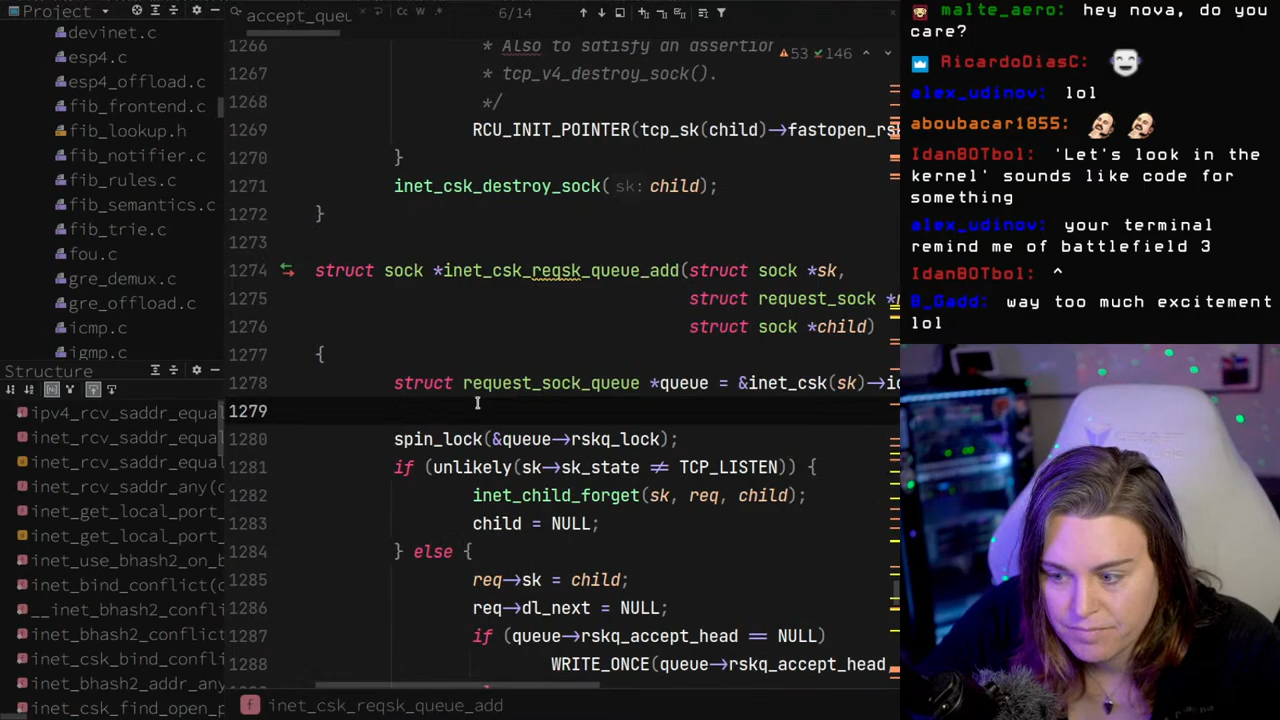 Project
devinet.c
esp4.c
esp4_offload.c
fib_frontend.c
fib_lookup.h
fib_notifier.c
fib_rules.c
fib_semantics.c
fib_trie.c
fou.c
gre_demux.c
gre_offload.c
icmp.c
igmp.c
Structure
ipv4_rcv_saddr_equal
inet_rcv_saddr_equal
inet_rcv_saddr_equal
inet_rcv_saddr_any(
inet_get_local_port_
inet_get_local_port_
inet_use_bhash2_on_b
inet_bind_conflict(c
__inet_bhash2_confli
inet_bhash2_conflict
inet_csk_bind_confli
inet_bhash2_addr_any
inet_csk_find_open_p
accept_queue
Cc W .*
6/14
53 146
1266 * Also to satisfy an assertion
1267 * tcp_v4_destroy_sock().
1268 */
1269 RCU_INIT_POINTER(tcp_sk(child)->fastopen_rs
1270 }
1271 inet_csk_destroy_sock( sk: child);
1272 }
1273
1274 struct sock *inet_csk_reqsk_queue_add(struct sock *sk,
1275 struct request_sock *
1276 struct sock *child)
1277 {
1278 struct request_sock_queue *queue = &inet_csk(sk)->ic
1279
1280 spin_lock(&queue->rskq_lock);
1281 if (unlikely(sk->sk_state ≠ TCP_LISTEN)) {
1282 inet_child_forget(sk, req, child);
1283 child = NULL;
1284 } else {
1285 req->sk = child;
1286 req->dl_next = NULL;
1287 if (queue->rskq_accept_head == NULL)
1288 WRITE_ONCE(queue->rskq_accept_head
inet_csk_reqsk_queue_add
malte_aero: hey nova, do you
care?
RicardoDiasC:
alex_udinov: lol
aboubacar1855:
IdanBOTbol: 'Let's look in the
kernel' sounds like code for
something
alex_udinov: your terminal
remind me of battlefield 3
IdanBOTbol: ^
B_Gadd: way too much excitement
lol